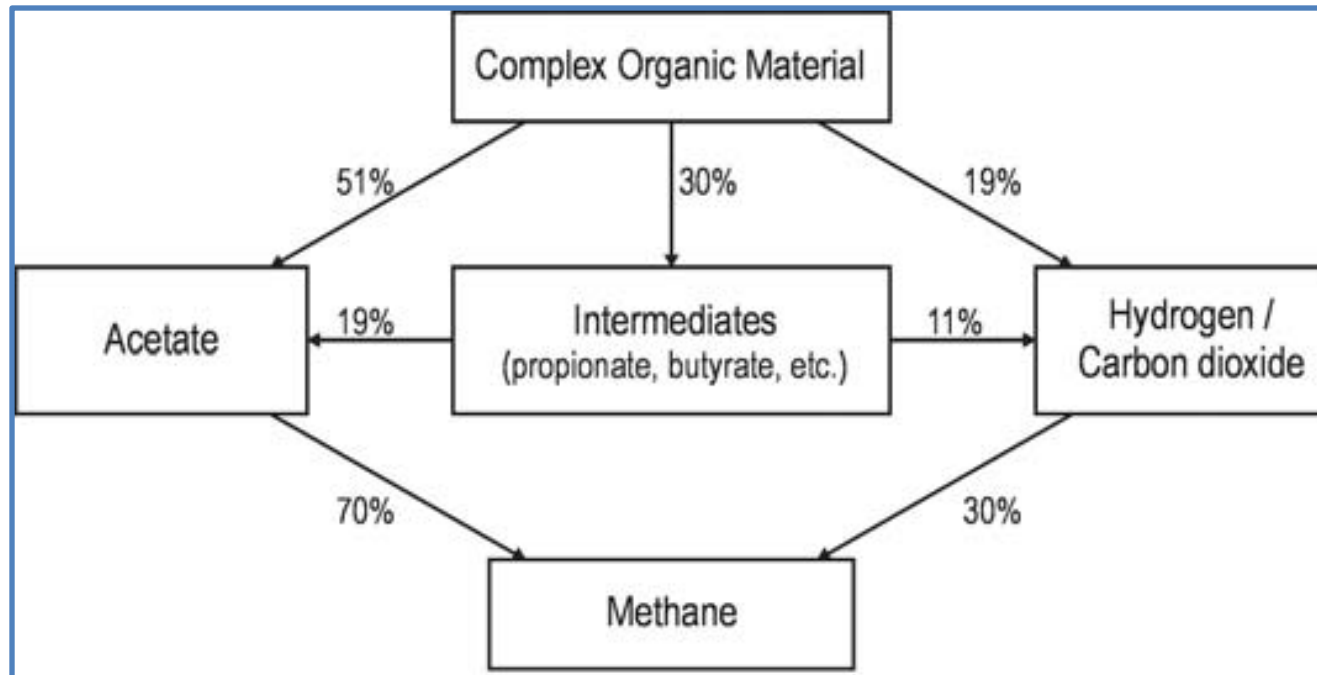 Complex Organic Material
51%
30%
19%
Acetate
19%
Intermediates
(propionate, butyrate, etc.)
11%
Hydrogen /
Carbon dioxide
70%
30%
Methane